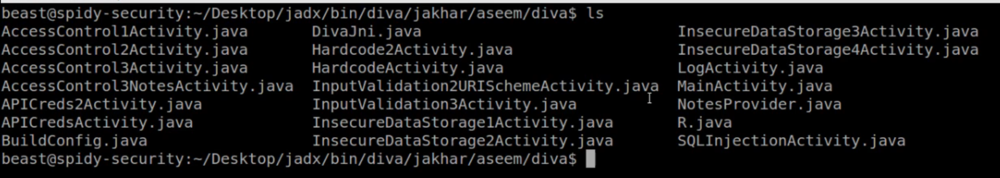 beast@spidy-security:~/Desktop/jadx/bin/diva/jakhar/aseem/diva$ ls
AccessControl1Activity.java DivaJni.java InsecureDataStorage3Activity.java
AccessControl2Activity.java Hardcode2Activity.java InsecureDataStorage4Activity.java
AccessControl3Activity.java HardcodeActivity.java LogActivity.java
AccessControl3NotesActivity.java InputValidation2URISchemeActivity.java MainActivity.java
APICreds2Activity.java InputValidation3Activity.java NotesProvider.java
APICredsActivity.java InsecureDataStorage1Activity.java R.java
BuildConfig.java InsecureDataStorage2Activity.java SQLInjectionActivity.java
beast@spidy-security:~/Desktop/jadx/bin/diva/jakhar/aseem/diva$